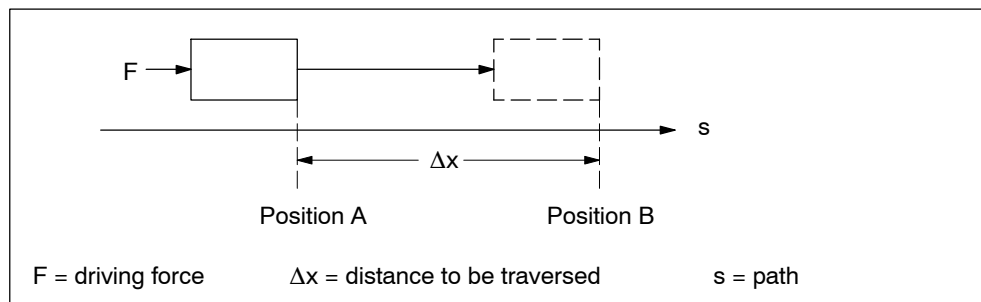 F
s
Δx
Position A Position B
F = driving force Δx = distance to be traversed s = path